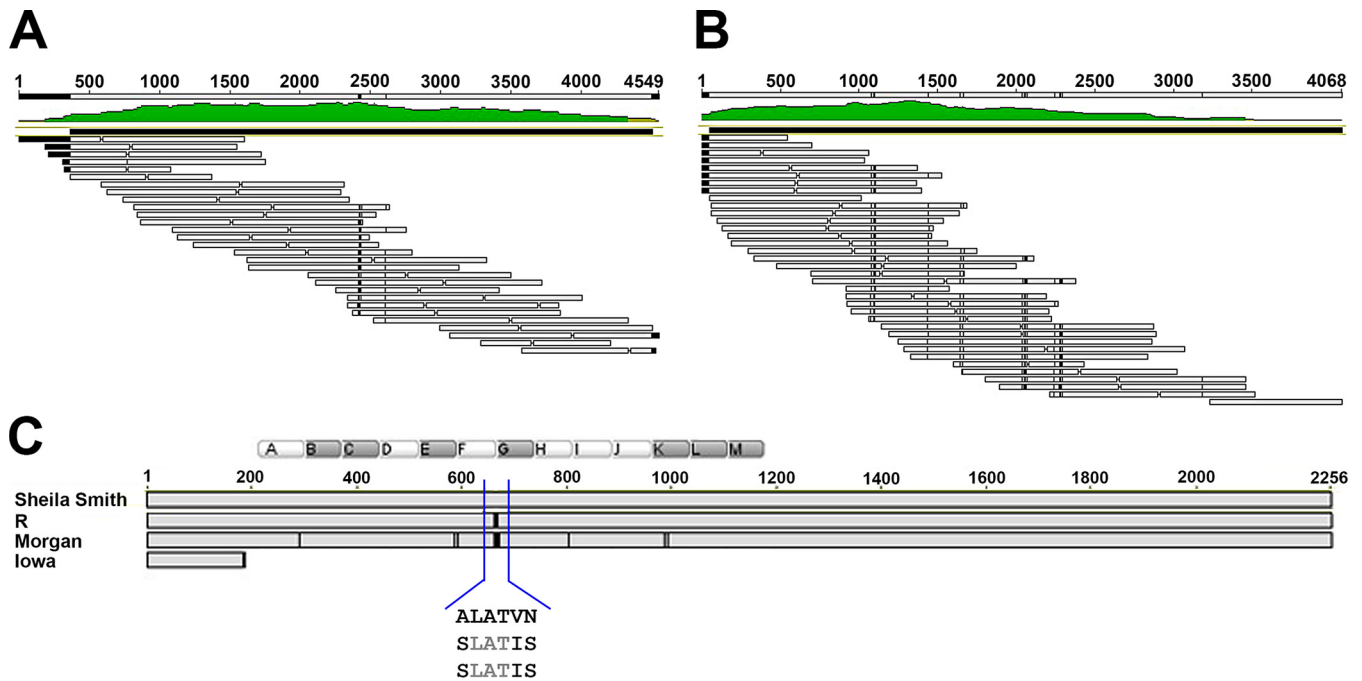 A
1 500 1000 1500 2000 2500 3000 3500 4000 4549
B
1 500 1000 1500 2000 2500 3000 3500 4068
C
A B C D E F G H I J K L M
1 200 400 600 800 1000 1200 1400 1600 1800 2000 2256
Sheila Smith
R
Morgan
Iowa
ALATVN
SLATIS
SLATIS